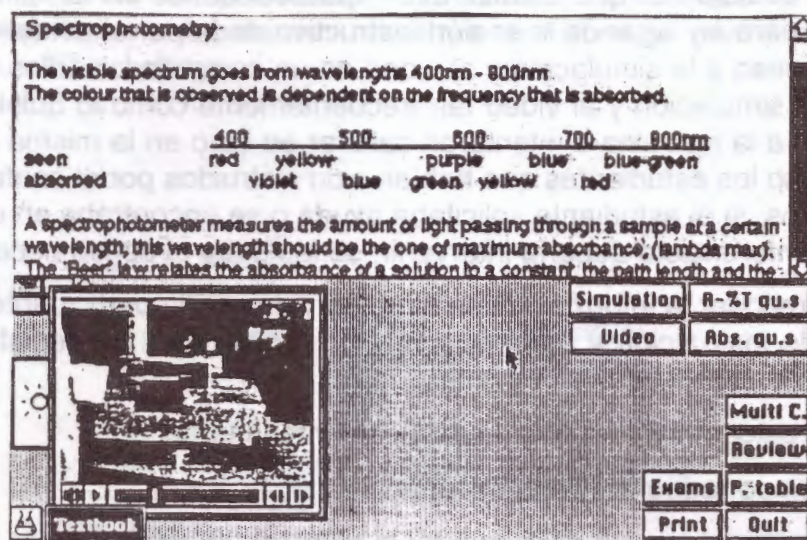 Spectrophotometry
The visible spectrum goes from wavelengths 400nm - 800nm.
The colour that is observed is dependent on the frequency that is absorbed.
400 500 600 700 800nm
seen red yellow purple blue blue-green
absorbed violet blue green yellow red
A spectrophotometer measures the amount of light passing through a sample at a certain
wavelength, this wavelength should be the one of maximum absorbance, (lambda max).
The 'Beers' law relates the absorbance of a solution to a constant, the path length and the
Simulation A-%T qu.s
Video Abs. qu.s
Multi C.
Review
Exams P. table
Textbook Print Quit